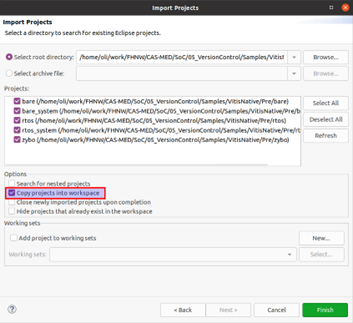 Import Projects
Import Projects
Select a directory to search for existing Eclipse projects.
Select root directory: /home/oli/work/FHNW/CAS-MED/SoC/05_VersionControl/Samples/Vitis Browse...
Select archive file: Browse...
Projects:
bare (/home/oli/work/FHNW/CAS-MED/SoC/05_VersionControl/Samples/VitisNative/Pre/bare)
bare_system (/home/oli/work/FHNW/CAS-MED/SoC/05_VersionControl/Samples/VitisNative/Pre/b
rtos (/home/oli/work/FHNW/CAS-MED/SoC/05_VersionControl/Samples/VitisNative/Pre/rtos)
rtos_system (/home/oli/work/FHNW/CAS-MED/SoC/05_VersionControl/Samples/VitisNative/Pre/rt
zybo (/home/oli/work/FHNW/CAS-MED/SoC/05_VersionControl/Samples/VitisNative/Pre/zybo)
Select All
Deselect All
Refresh
Options
Search for nested projects
Copy projects into workspace
Close newly imported projects upon completion
Hide projects that already exist in the workspace
Working sets
Add project to working sets New...
Working sets: Select...
? < Back Next > Cancel Finish